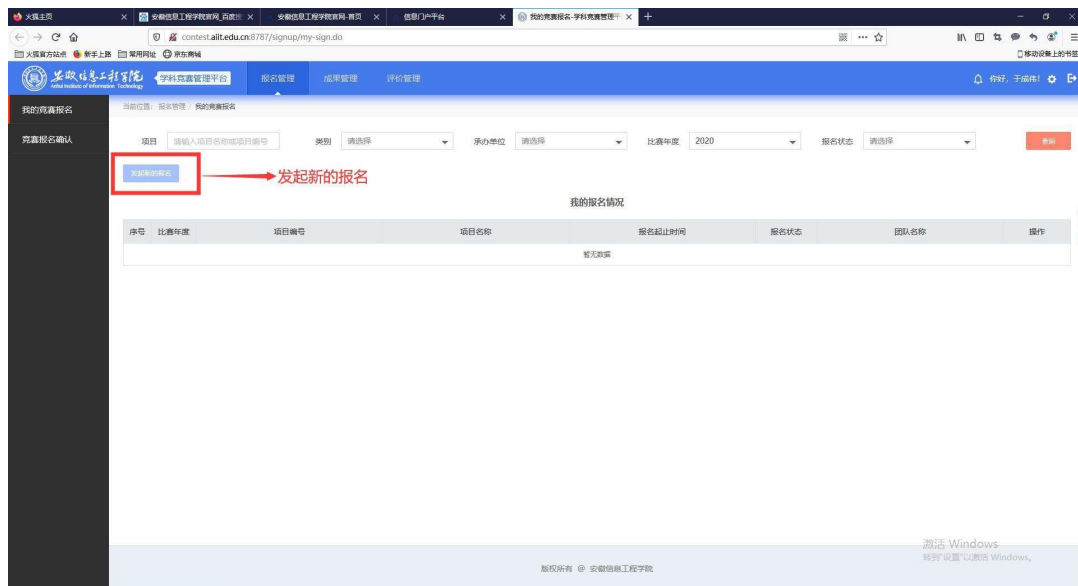 火狐主页
安徽信息工程学院官网_百度搜
安徽信息工程学院官网-首页
信息门户平台
我的竞赛报名-学科竞赛管理平
contest.aiit.edu.cn:8787/signup/my-sign.do
火狐官方站点 新手上路 常用网址 京东商城
移动设备上的书签
安徽信息工程学院
Anhui Institute of Information Technology
学科竞赛管理平台
报名管理 成果管理 评价管理
你好, 于成伟!
我的竞赛报名
竞赛报名确认
当前位置: 报名管理 / 我的竞赛报名
项目 请输入项目名称或项目编号 类别 请选择 承办单位 请选择 比赛年度 2020 报名状态 请选择
发起新的报名
发起新的报名
我的报名情况
序号 比赛年度 项目编号 项目名称 报名起止时间 报名状态 团队名称 操作
暂无数据
激活 Windows
转到"设置"以激活 Windows。
版权所有 @ 安徽信息工程学院